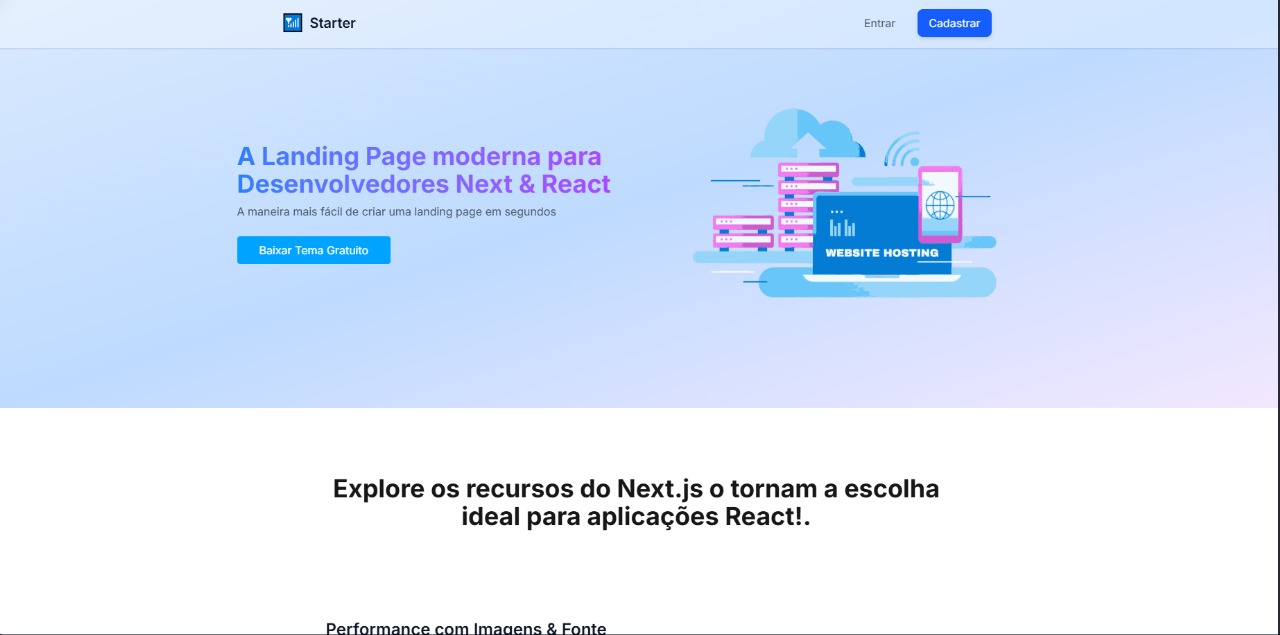 Starter
Entrar
Cadastrar
A Landing Page moderna para
Desenvolvedores Next & React
A maneira mais fácil de criar uma landing page em segundos
Baixar Tema Gratuito
WEBSITE HOSTING
Explore os recursos do Next.js o tornam a escolha
ideal para aplicações React!.
Performance com Imagens & Fonte